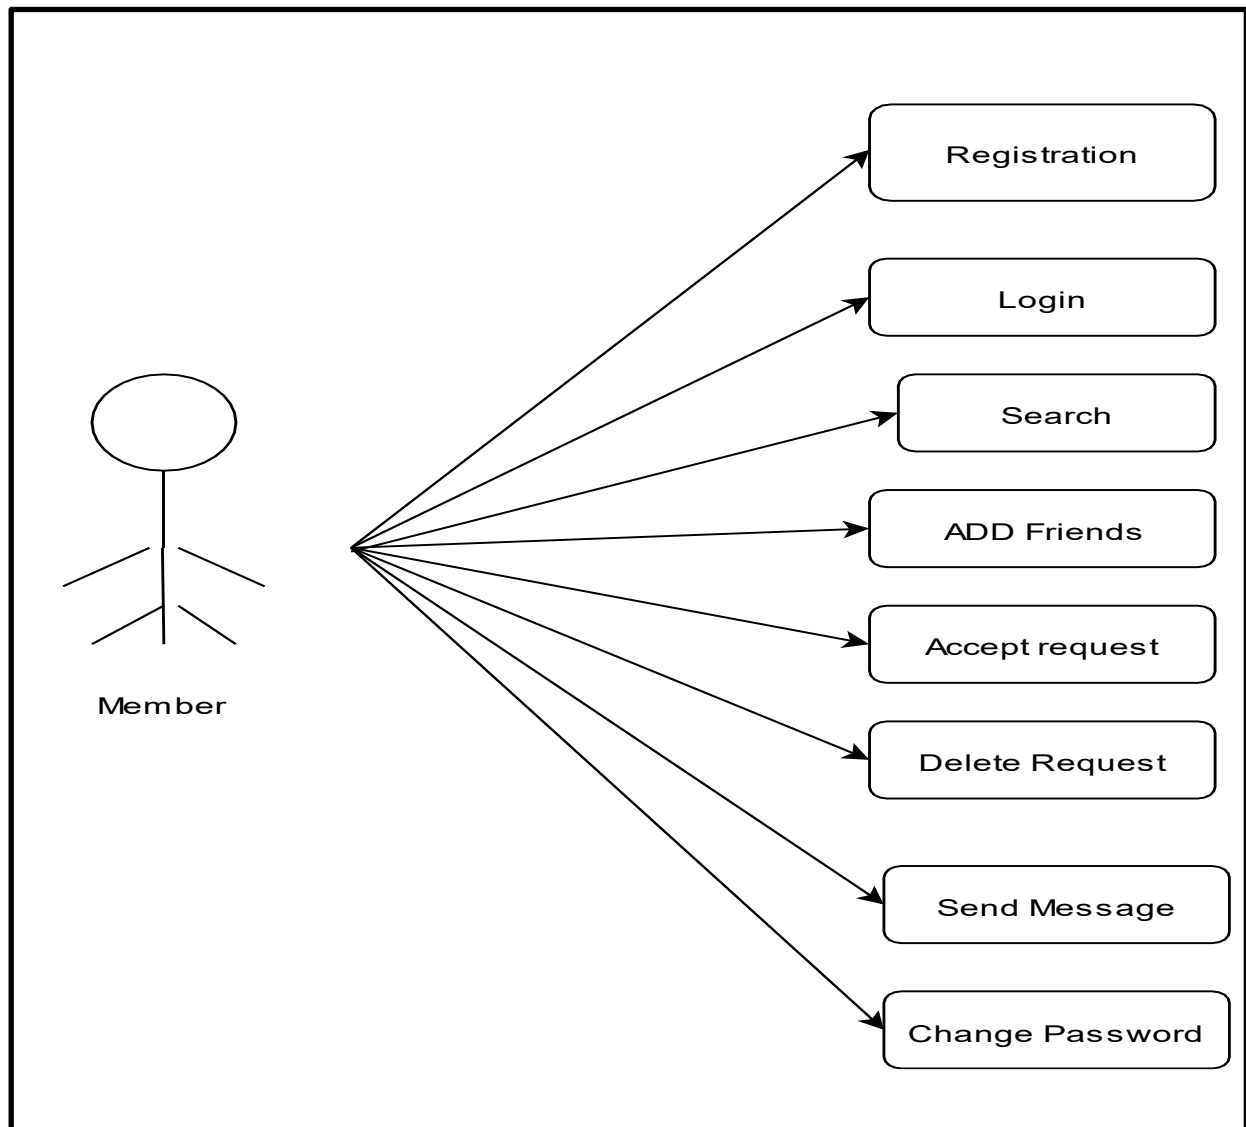 Registration
Login
Search
ADD Friends
Accept request
Delete Request
Member
Send Message
Change Password